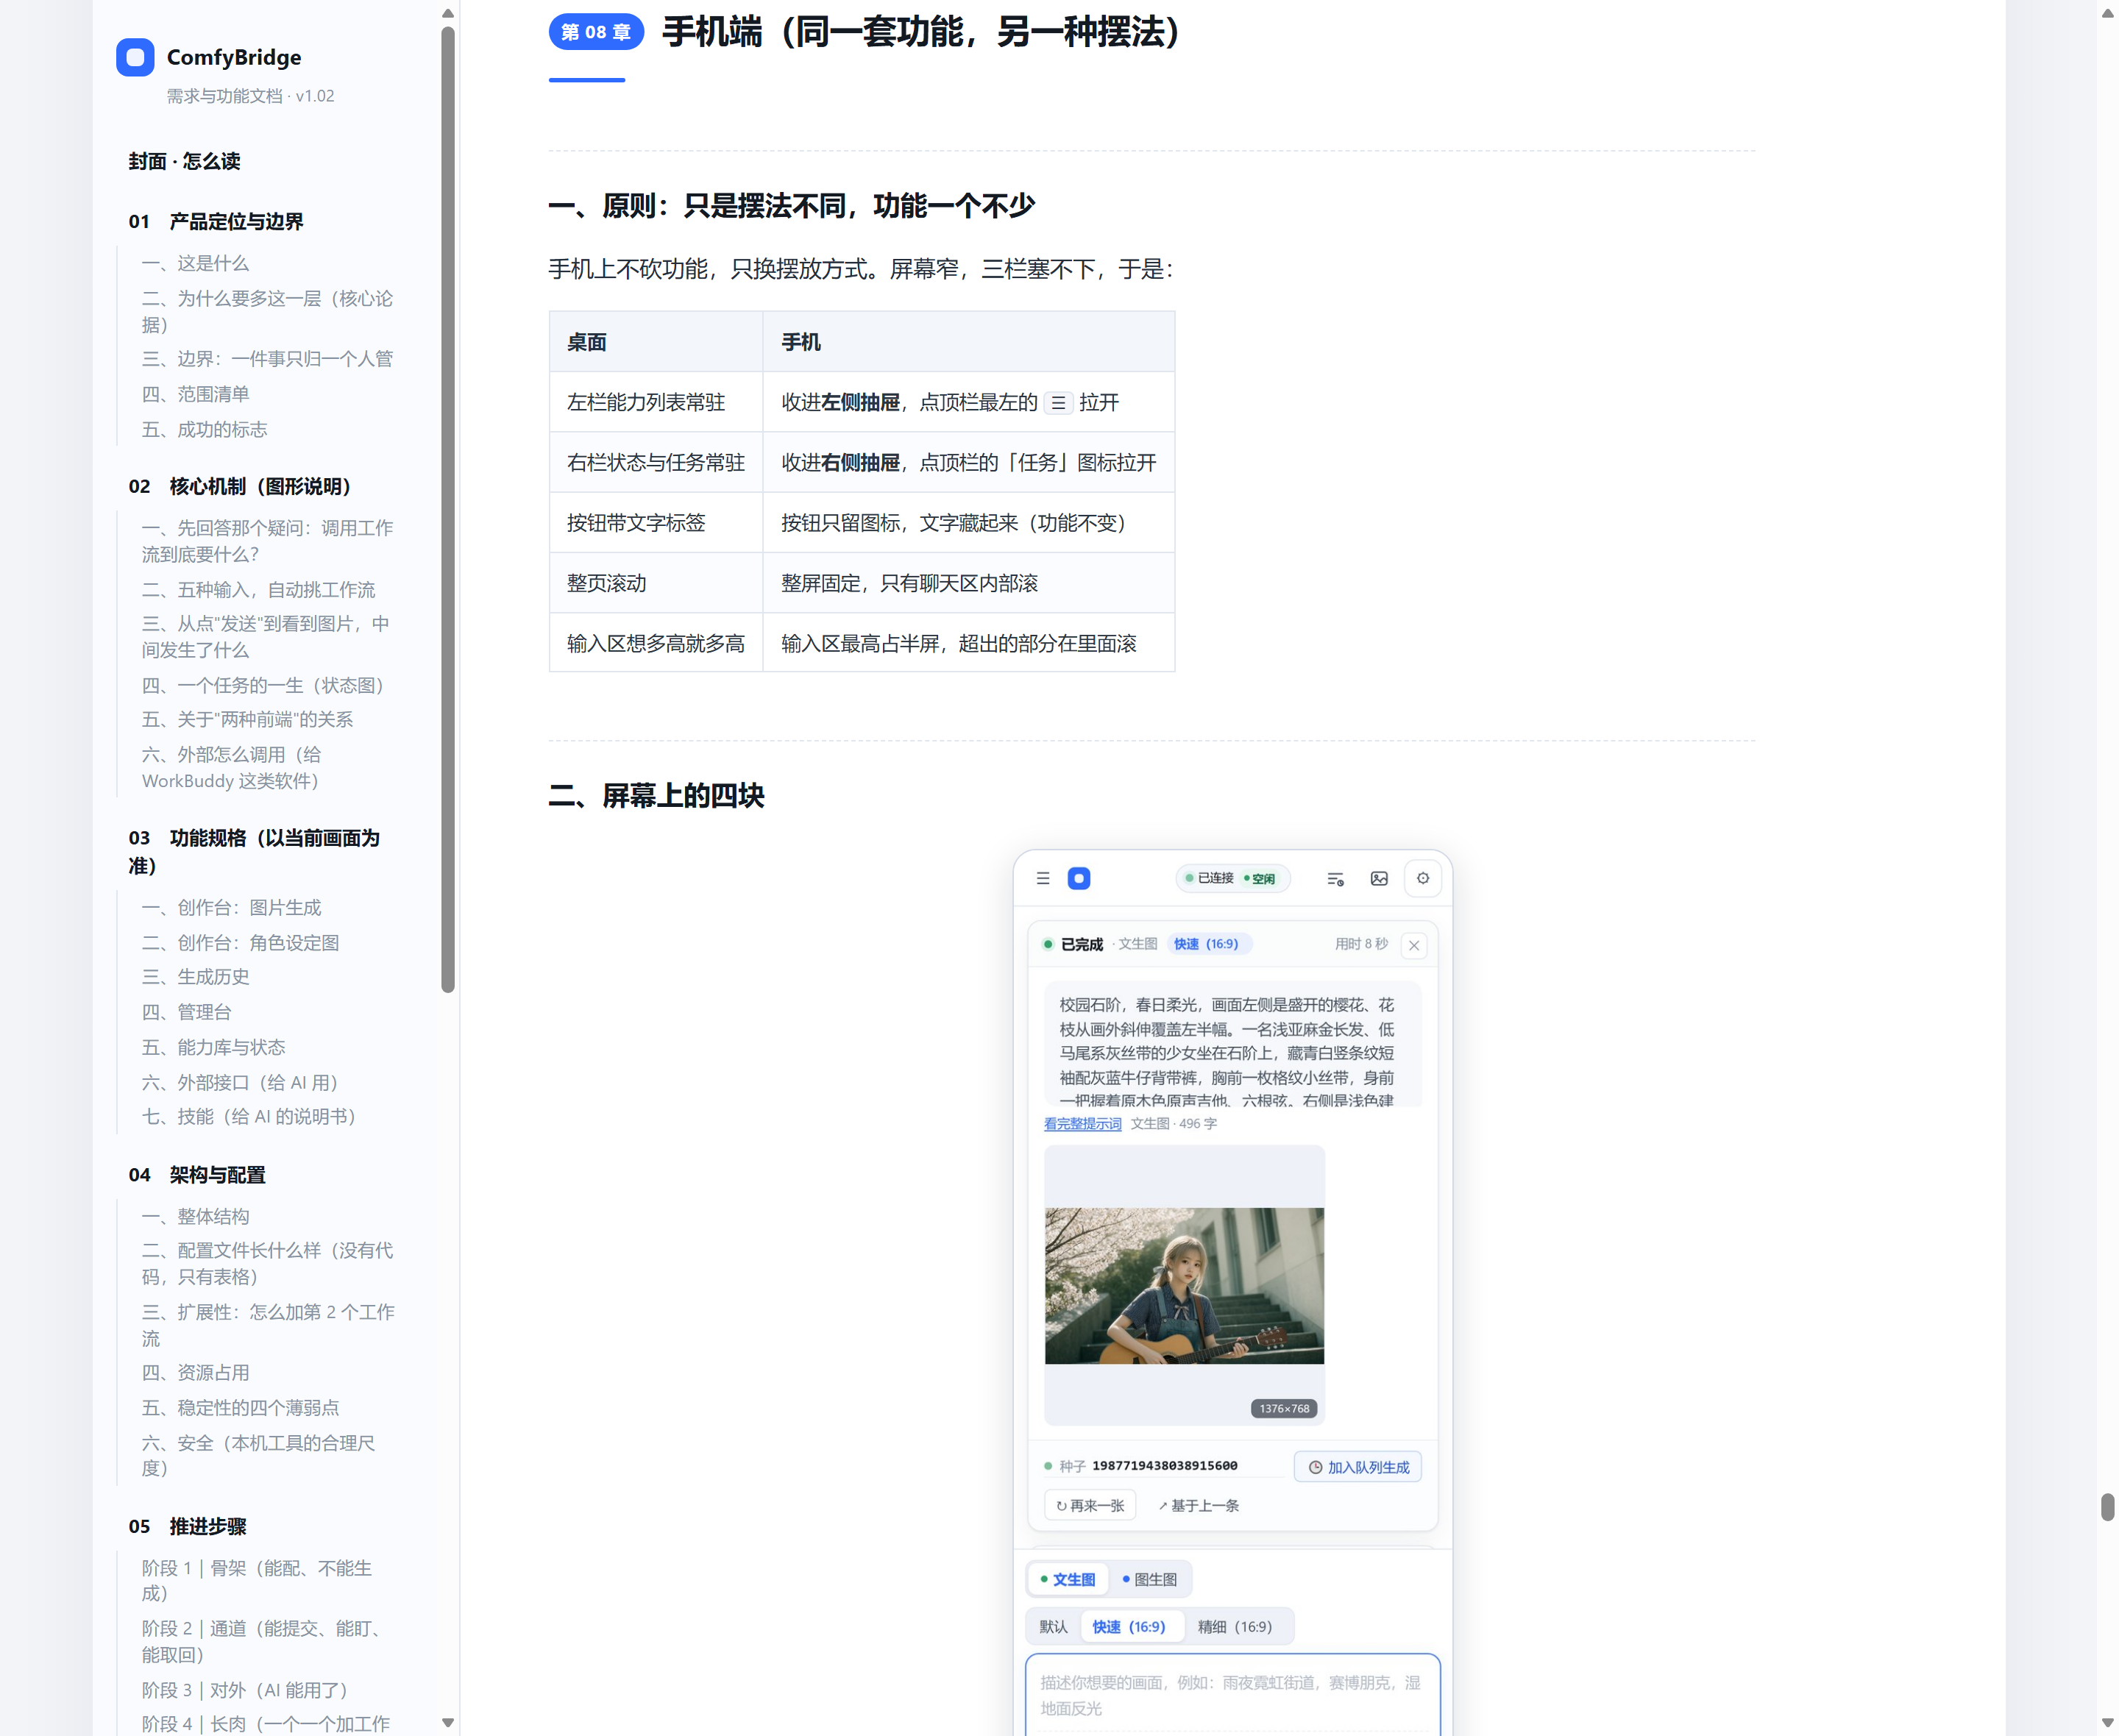 ComfyBridge
需求与功能文档 · v1.02
封面 · 怎么读
01 产品定位与边界
一、这是什么
二、为什么要多这一层（核心论
据）
三、边界：一件事只归一个人管
四、范围清单
五、成功的标志
02 核心机制（图形说明）
一、先回答那个疑问：调用工作
流到底要什么？
二、五种输入，自动挑工作流
三、从点"发送"到看到图片，中
间发生了什么
四、一个任务的一生（状态图）
五、关于"两种前端"的关系
六、外部怎么调用（给
WorkBuddy 这类软件）
03 功能规格（以当前画面为
准）
一、创作台：图片生成
二、创作台：角色设定图
三、生成历史
四、管理台
五、能力库与状态
六、外部接口（给 AI 用）
七、技能（给 AI 的说明书）
04 架构与配置
一、整体结构
二、配置文件长什么样（没有代
码，只有表格）
三、扩展性：怎么加第 2 个工作
流
四、资源占用
五、稳定性的四个薄弱点
六、安全（本机工具的合理尺
度）
05 推进步骤
阶段 1｜骨架（能配、不能生
成）
阶段 2｜通道（能提交、能盯、
能取回）
阶段 3｜对外（AI 能用了）
阶段 4｜长肉（一个一个加工作
第 08 章 手机端（同一套功能，另一种摆法）
一、原则：只是摆法不同，功能一个不少
手机上不砍功能，只换摆放方式。屏幕窄，三栏塞不下，于是：
桌面 手机
左栏能力列表常驻 收进左侧抽屉，点顶栏最左的 ☰ 拉开
右栏状态与任务常驻 收进右侧抽屉，点顶栏的「任务」图标拉开
按钮带文字标签 按钮只留图标，文字藏起来（功能不变）
整页滚动 整屏固定，只有聊天区内部滚
输入区想多高就多高 输入区最高占半屏，超出的部分在里面滚
二、屏幕上的四块
已连接 空闲
已完成 · 文生图 快速（16:9） 用时 8 秒
校园石阶，春日柔光，画面左侧是盛开的樱花、花
枝从画外斜伸覆盖左半幅。一名浅亚麻金长发、低
马尾系灰丝带的少女坐在石阶上，藏青白竖条纹短
袖配灰蓝牛仔背带裤，胸前一枚格纹小丝带，身前
一把握着原木色原声吉他、六根弦。右侧是浅色建
看完整提示词 文生图 · 496 字
1376×768
种子 1987719438038915600 加入队列生成
↻ 再来一张 ↗ 基于上一条
文生图 图生图
默认 快速（16:9） 精细（16:9）
描述你想要的画面，例如：雨夜霓虹街道，赛博朋克，湿
地面反光